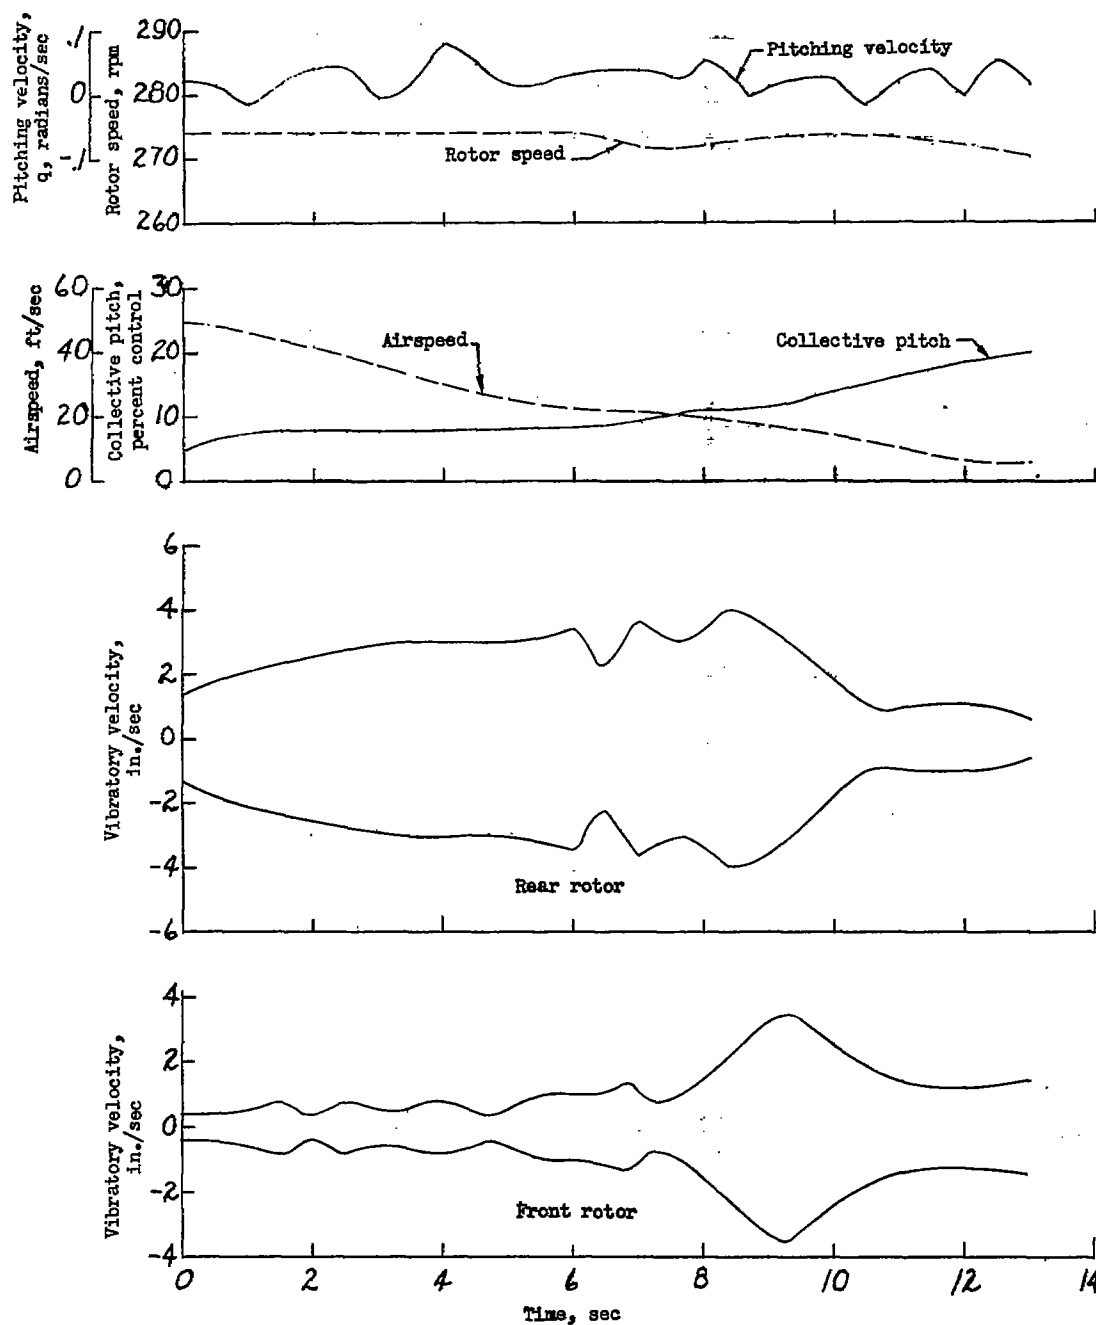 Pitching velocity,
q, radians/sec
.1
0
-.1
Rotor speed, rpm
290
280
270
260
Pitching velocity
Rotor speed
Airspeed, ft/sec
60
40
20
0
Collective pitch,
percent control
30
20
10
0
Airspeed
Collective pitch
Vibratory velocity,
in./sec
6
4
2
0
-2
-4
-6
Rear rotor
Vibratory velocity,
in./sec
4
2
0
-2
-4
Front rotor
0 2 4 6 8 10 12 14
Time, sec